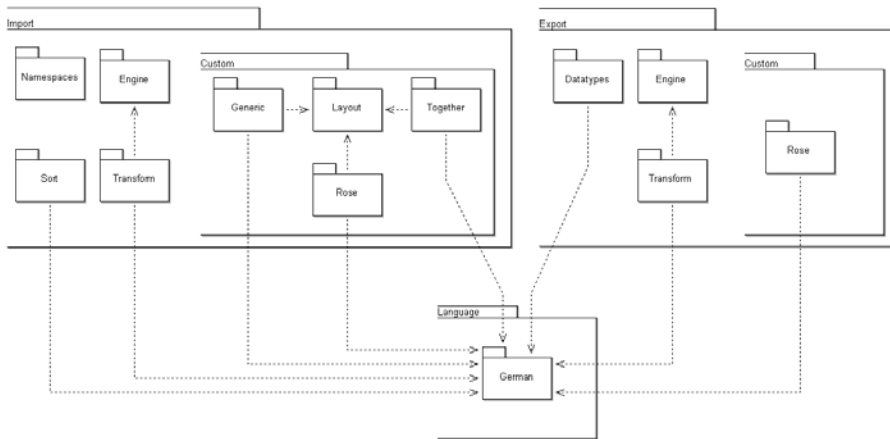 Import
Export
Namespaces
Engine
Custom
Generic
Layout
Together
Datatypes
Engine
Custom
Sort
Transform
Rose
Transform
Rose
Language
German